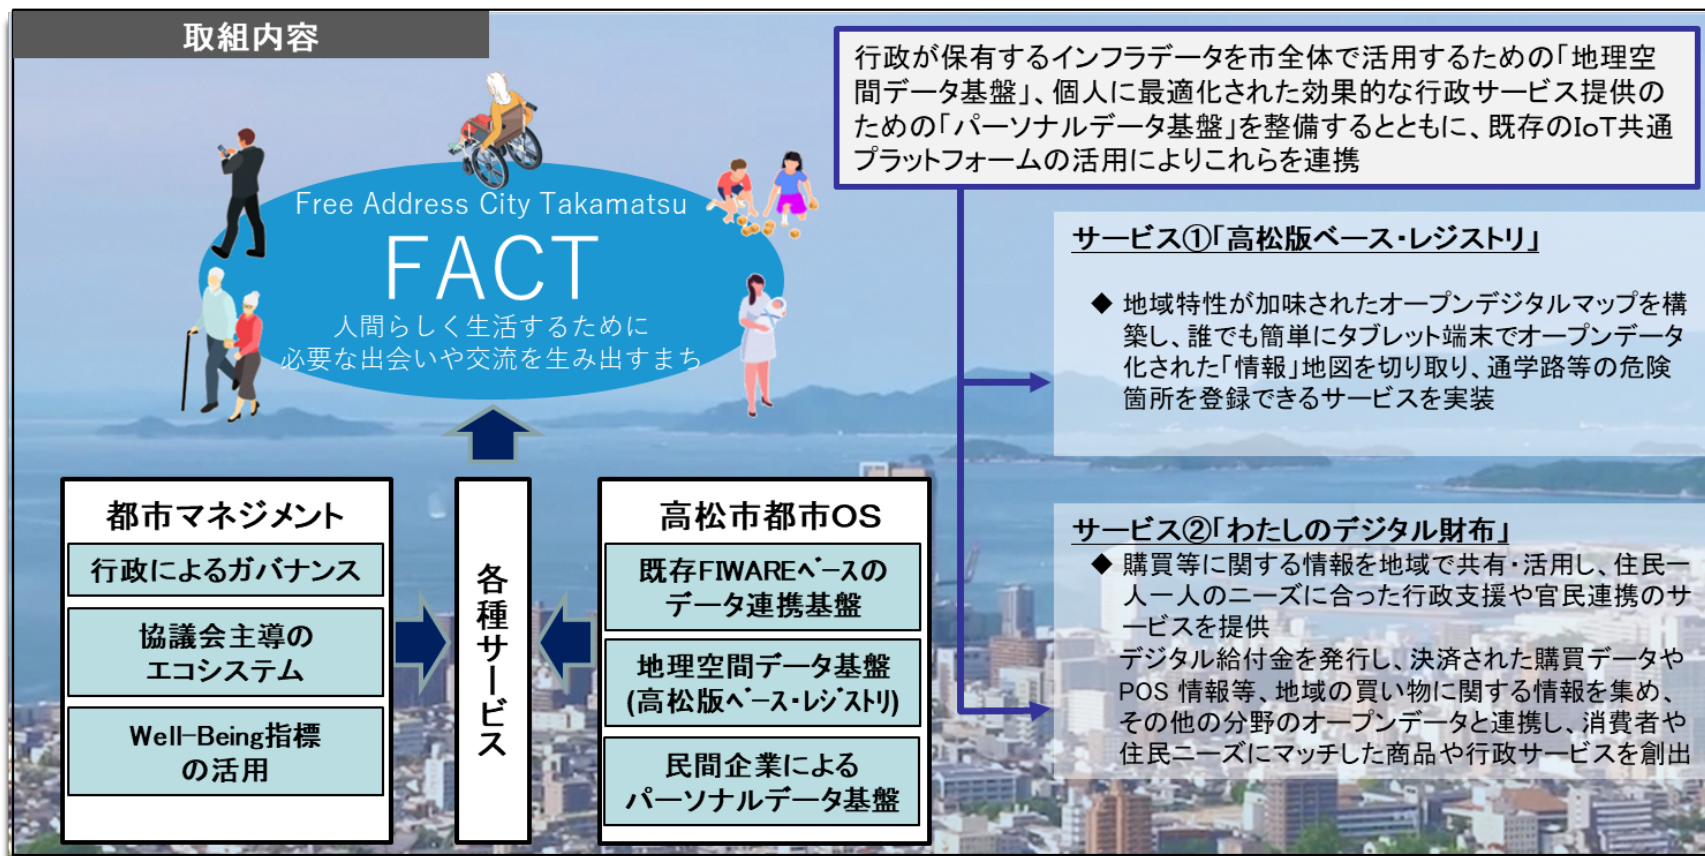 取組内容
行政が保有するインフラデータを市全体で活用するための「地理空
間データ基盤」、個人に最適化された効果的な行政サービス提供の
ための「パーソナルデータ基盤」を整備するとともに、既存のIoT共通
プラットフォームの活用によりこれらを連携
Free Address City Takamatsu
FACT
人間らしく生活するために
必要な出会いや交流を生み出すまち
サービス①「高松版ベース・レジストリ」
◆ 地域特性が加味されたオープンデジタルマップを構
築し、誰でも簡単にタブレット端末でオープンデータ
化された「情報」地図を切り取り、通学路等の危険
箇所を登録できるサービスを実装
都市マネジメント
行政によるガバナンス
協議会主導の
エコシステム
Well-Being指標
の活用
各種サービス
高松市都市OS
既存FIWAREベースの
データ連携基盤
地理空間データ基盤
(高松版ベース・レジストリ)
民間企業による
パーソナルデータ基盤
サービス②「わたしのデジタル財布」
◆ 購買等に関する情報を地域で共有・活用し、住民一
人一人のニーズに合った行政支援や官民連携のサ
ービスを提供
デジタル給付金を発行し、決済された購買データや
POS 情報等、地域の買い物に関する情報を集め、
その他の分野のオープンデータと連携し、消費者や
住民ニーズにマッチした商品や行政サービスを創出